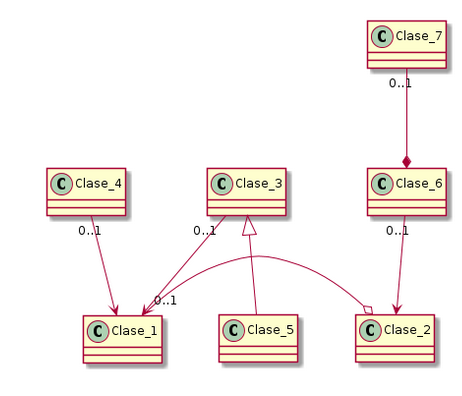 C Clase_7
0..1
C Clase_4
C Clase_3
C Clase_6
0..1
0..1
0..1
0..1
C Clase_1
C Clase_5
C Clase_2